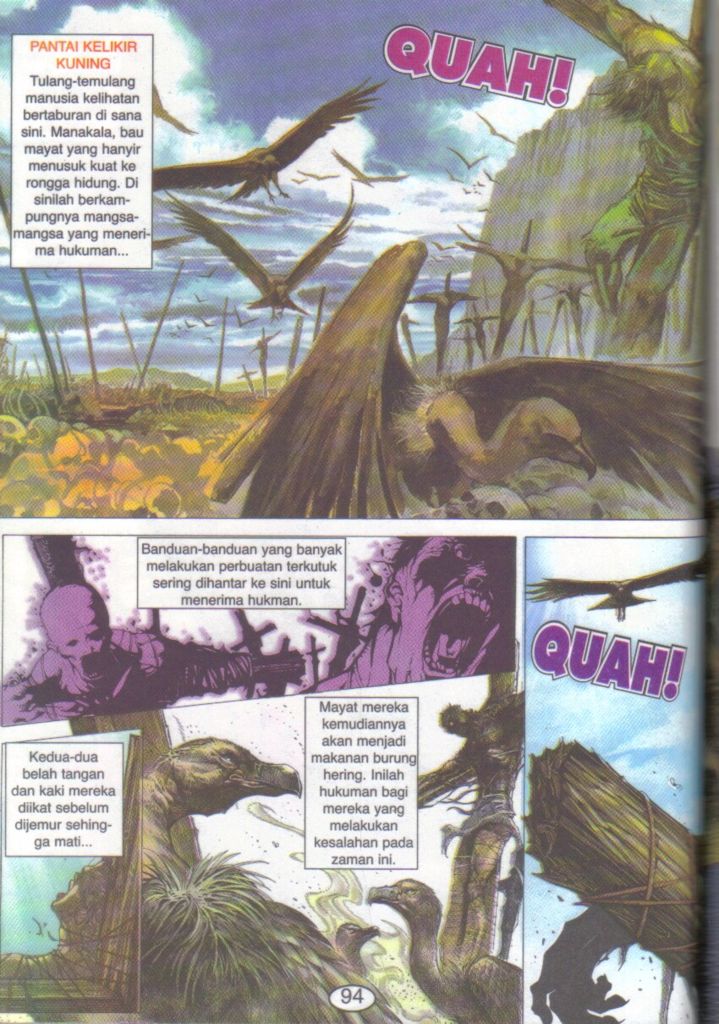 PANTAI KELIKIR
KUNING
Tulang-temulang
manusia kelihatan
bertaburan di sana
sini. Manakala, bau
mayat yang hanyir
menusuk kuat ke
rongga hidung. Di
sinilah berkam-
pungnya mangsa-
mangsa yang meneri-
ma hukuman...
QUAH!
Banduan-banduan yang banyak
melakukan perbuatan terkutuk
sering dihantar ke sini untuk
menerima hukman.
QUAH!
Kedua-dua
belah tangan
dan kaki mereka
diikat sebelum
dijemur sehing-
ga mati...
Mayat mereka
kemudiannya
akan menjadi
makanan burung
hering. Inilah
hukuman bagi
mereka yang
melakukan
kesalahan pada
zaman ini.
94